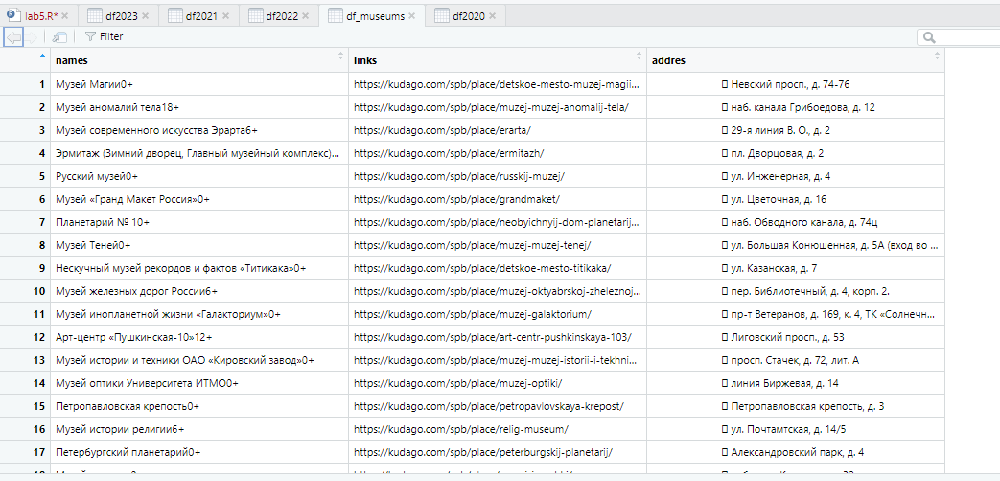 lab5.R* df2023 df2021 df2022 df_museums df2020
Filter
names links addres
1 Музей Магии0+ https://kudago.com/spb/place/detskoe-mesto-muzej-magii... Невский просп., д. 74-76
2 Музей аномалий тела18+ https://kudago.com/spb/place/muzej-muzej-anomalij-tela/ наб. канала Грибоедова, д. 12
3 Музей современного искусства Эрарта6+ https://kudago.com/spb/place/erarta/ 29-я линия В. О., д. 2
4 Эрмитаж (Зимний дворец, Главный музейный комплекс)... https://kudago.com/spb/place/ermitazh/ пл. Дворцовая, д. 2
5 Русский музей0+ https://kudago.com/spb/place/russkij-muzej/ ул. Инженерная, д. 4
6 Музей «Гранд Макет Россия»0+ https://kudago.com/spb/place/grandmaket/ ул. Цветочная, д. 16
7 Планетарий № 10+ https://kudago.com/spb/place/neobyichnyij-dom-planetarij... наб. Обводного канала, д. 74ц
8 Музей Теней0+ https://kudago.com/spb/place/muzej-muzej-tenej/ ул. Большая Конюшенная, д. 5А (вход во ...
9 Нескучный музей рекордов и фактов «Титикака»0+ https://kudago.com/spb/place/detskoe-mesto-titikaka/ ул. Казанская, д. 7
10 Музей железных дорог России6+ https://kudago.com/spb/place/muzej-oktyabrskoj-zheleznoj... пер. Библиотечный, д. 4, корп. 2.
11 Музей инопланетной жизни «Галакториум»0+ https://kudago.com/spb/place/muzej-galaktorium/ пр-т Ветеранов, д. 169, к. 4, ТК «Солнечн...
12 Арт-центр «Пушкинская-10»12+ https://kudago.com/spb/place/art-centr-pushkinskaya-103/ Лиговский просп., д. 53
13 Музей истории и техники ОАО «Кировский завод»0+ https://kudago.com/spb/place/muzej-muzej-istorii-i-tekhni... просп. Стачек, д. 72, лит. А
14 Музей оптики Университета ИТМО0+ https://kudago.com/spb/place/muzej-optiki/ линия Биржевая, д. 14
15 Петропавловская крепость0+ https://kudago.com/spb/place/petropavlovskaya-krepost/ Петропавловская крепость, д. 3
16 Музей истории религии6+ https://kudago.com/spb/place/relig-museum/ ул. Почтамтская, д. 14/5
17 Петербургский планетарий0+ https://kudago.com/spb/place/peterburgskij-planetarij/ Александровский парк, д. 4